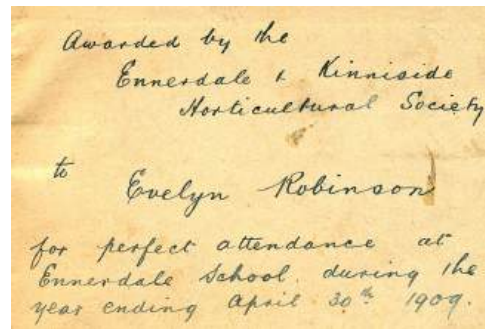 Awarded by the
Ennerdale & Kinniside
Horticultural Society
to Evelyn Robinson
for perfect attendance at
Ennerdale School. during the
year ending April 30th 1909.